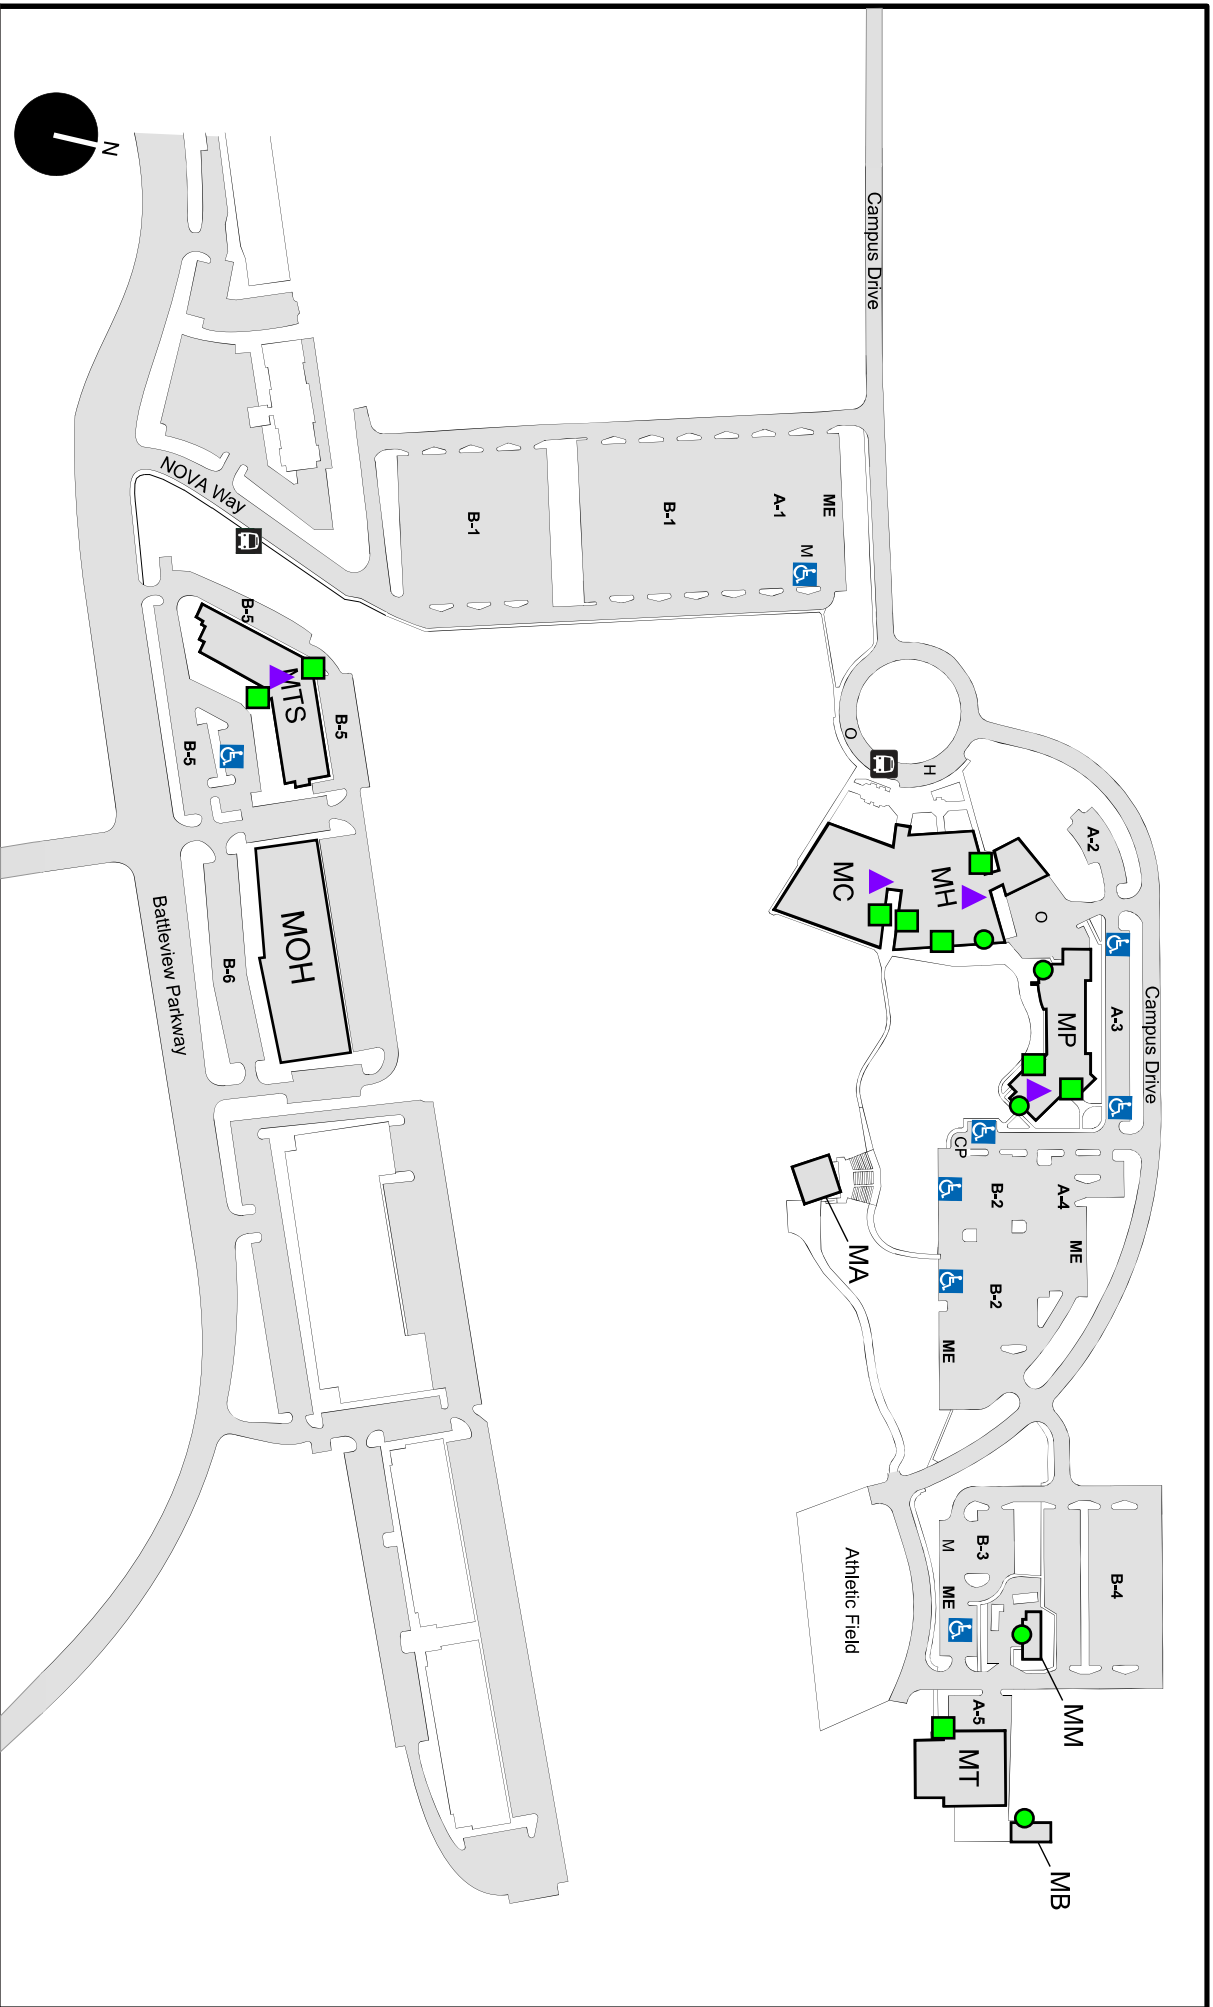 N
Campus Drive
NOVA Way
B-1
B-1
A-1
ME
M
B-5
MTS
B-5
B-5
O
H
A-2
MC
MH
O
MOH
B-6
Battleview Parkway
MP
A-3
Campus Drive
CP
B-2
A-4
ME
MA
B-2
ME
Athletic Field
M
B-3
ME
B-4
MM
A-5
MT
MB